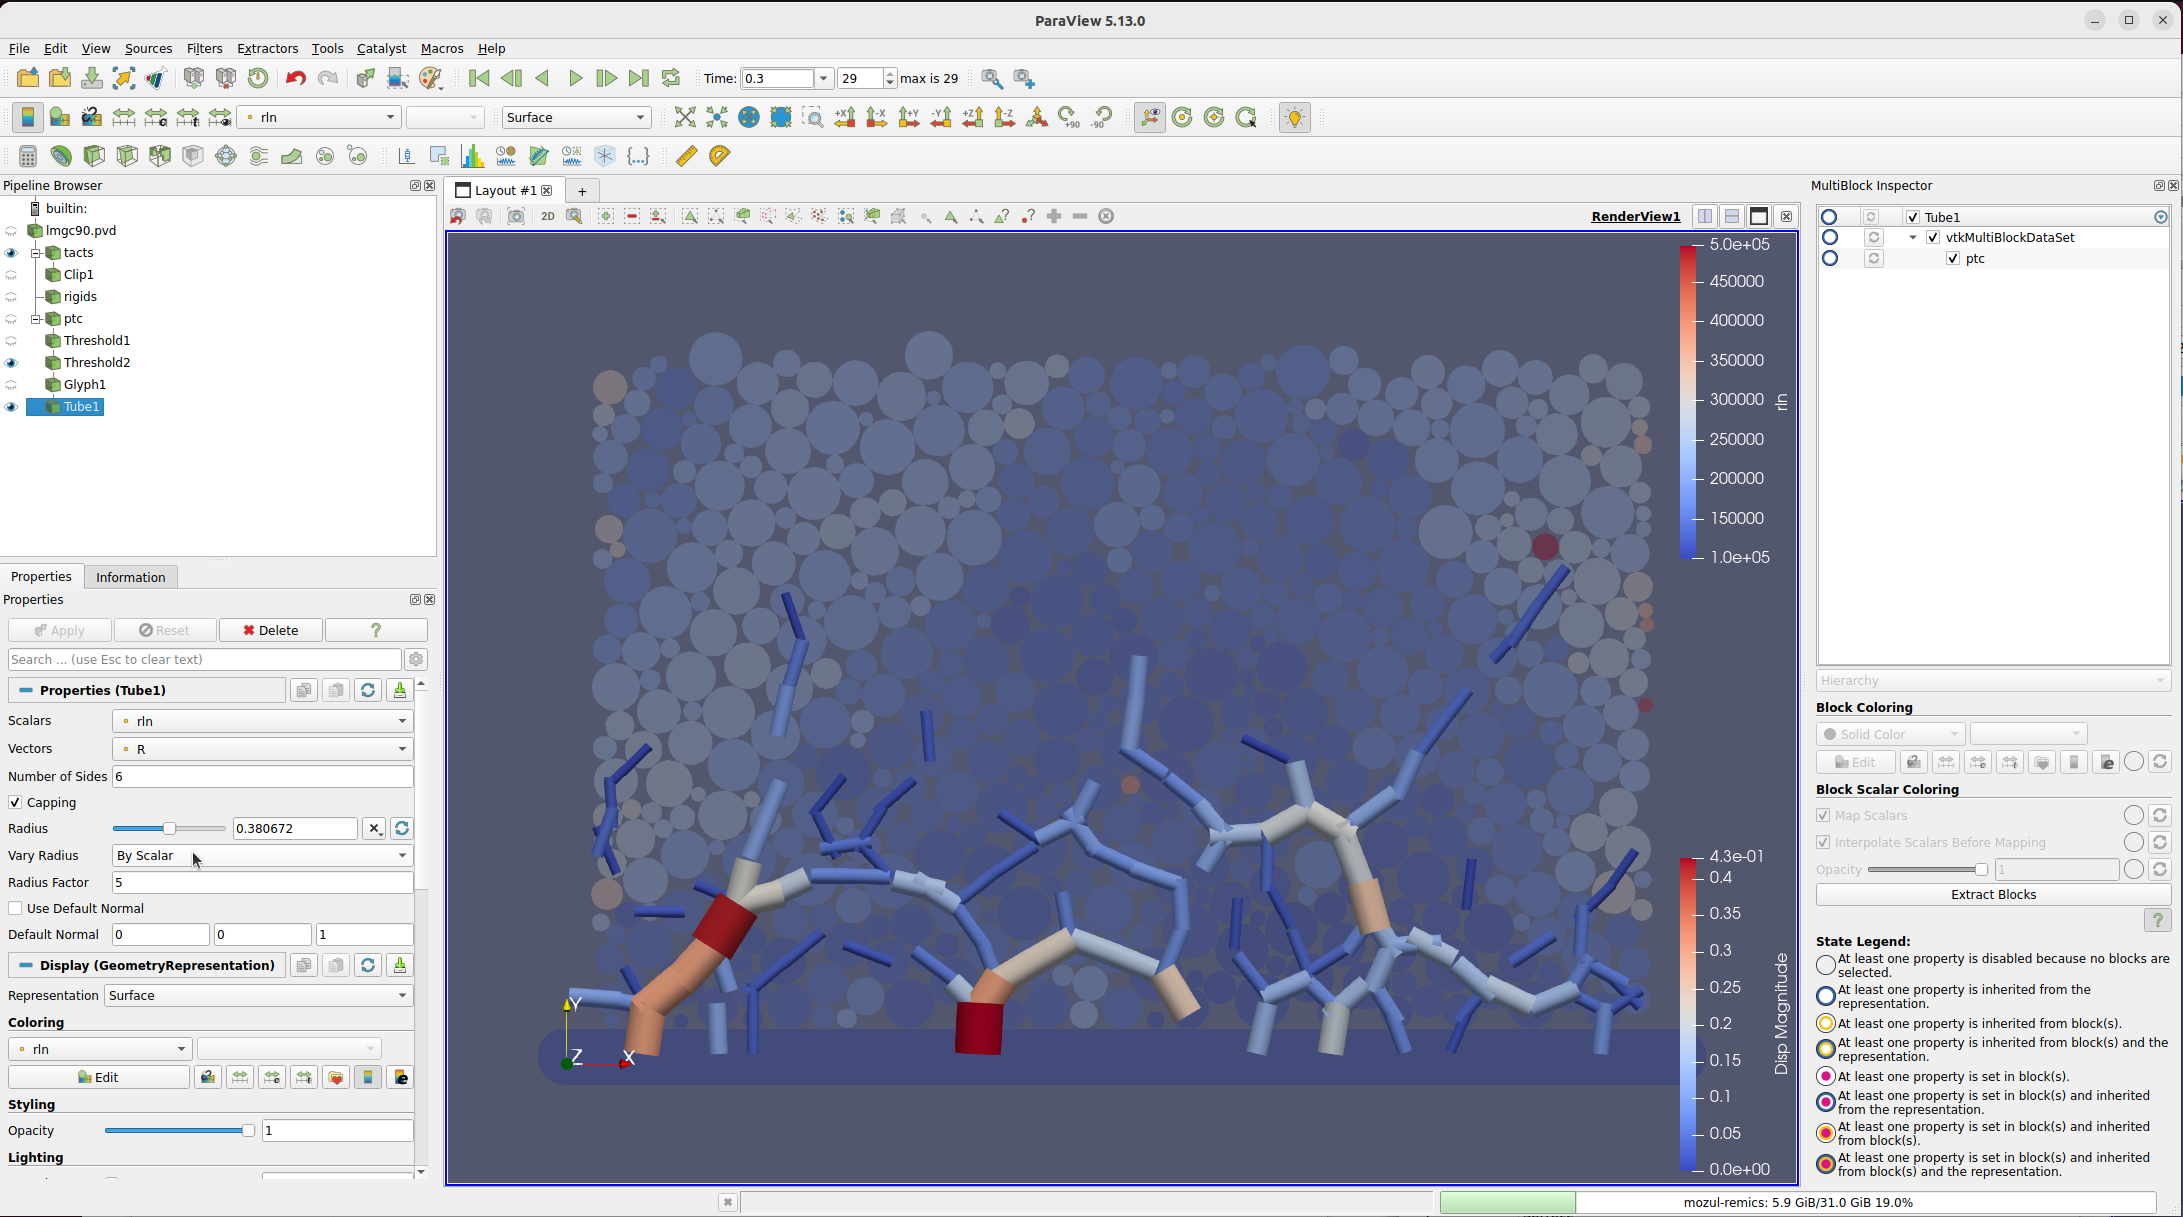 ParaView 5.13.0
File Edit View Sources Filters Extractors Tools Catalyst Macros Help
Time: 0.3 29 max is 29
rln Surface +X -X +Y -Y +Z -Z +90 -90
Pipeline Browser
builtin:
lmgc90.pvd
tacts
Clip1
rigids
ptc
Threshold1
Threshold2
Glyph1
Tube1
Properties Information
Properties
Apply Reset Delete ?
Search ... (use Esc to clear text)
Properties (Tube1)
Scalars rln
Vectors R
Number of Sides 6
Capping
Radius 0.380672
Vary Radius By Scalar
Radius Factor 5
Use Default Normal
Default Normal 0 0 1
Display (GeometryRepresentation)
Representation Surface
Coloring
rln
Edit
Styling
Opacity 1
Lighting
Layout #1 +
2D RenderView1
5.0e+05
450000
400000
350000
300000
250000
200000
150000
1.0e+05
rln
4.3e-01
0.4
0.35
0.3
0.25
0.2
0.15
0.1
0.05
0.0e+00
Disp Magnitude
Y
Z X
MultiBlock Inspector
Tube1
vtkMultiBlockDataSet
ptc
Hierarchy
Block Coloring
Solid Color
Edit
Block Scalar Coloring
Map Scalars
Interpolate Scalars Before Mapping
Opacity 1
Extract Blocks
?
State Legend:
At least one property is disabled because no blocks are
selected.
At least one property is inherited from the
representation.
At least one property is inherited from block(s).
At least one property is inherited from block(s) and the
representation.
At least one property is set in block(s).
At least one property is set in block(s) and inherited
from the representation.
At least one property is set in block(s) and inherited
from block(s).
At least one property is set in block(s) and inherited
from block(s) and the representation.
mozul-remics: 5.9 GiB/31.0 GiB 19.0%